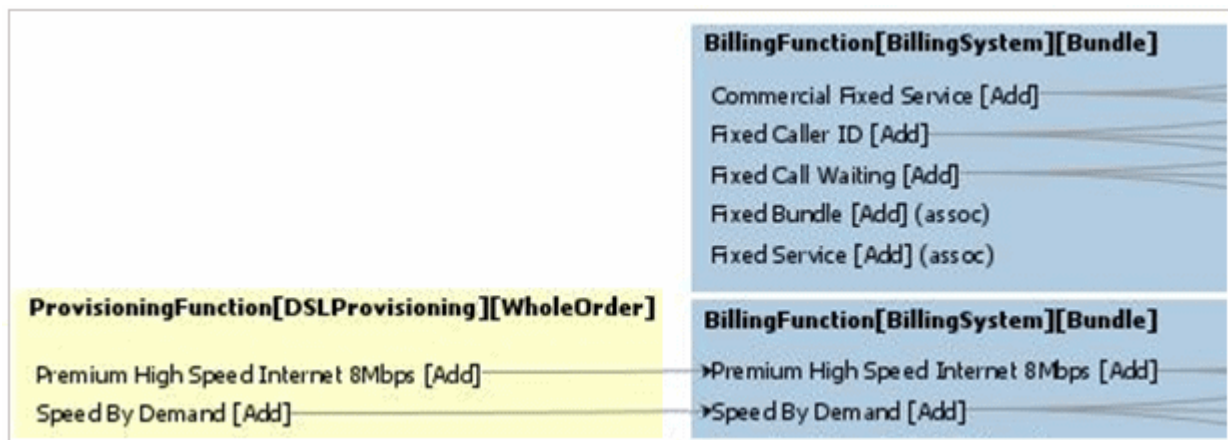 BillingFunction[BillingSystem][Bundle]
Commercial Fixed Service [Add]
Fixed Caller ID [Add]
Fixed Call Waiting [Add]
Fixed Bundle [Add] (assoc)
Fixed Service [Add] (assoc)
ProvisioningFunction[DSLProvisioning][WholeOrder]
Premium High Speed Internet 8Mbps [Add]
Speed By Demand [Add]
BillingFunction[BillingSystem][Bundle]
Premium High Speed Internet 8Mbps [Add]
Speed By Demand [Add]